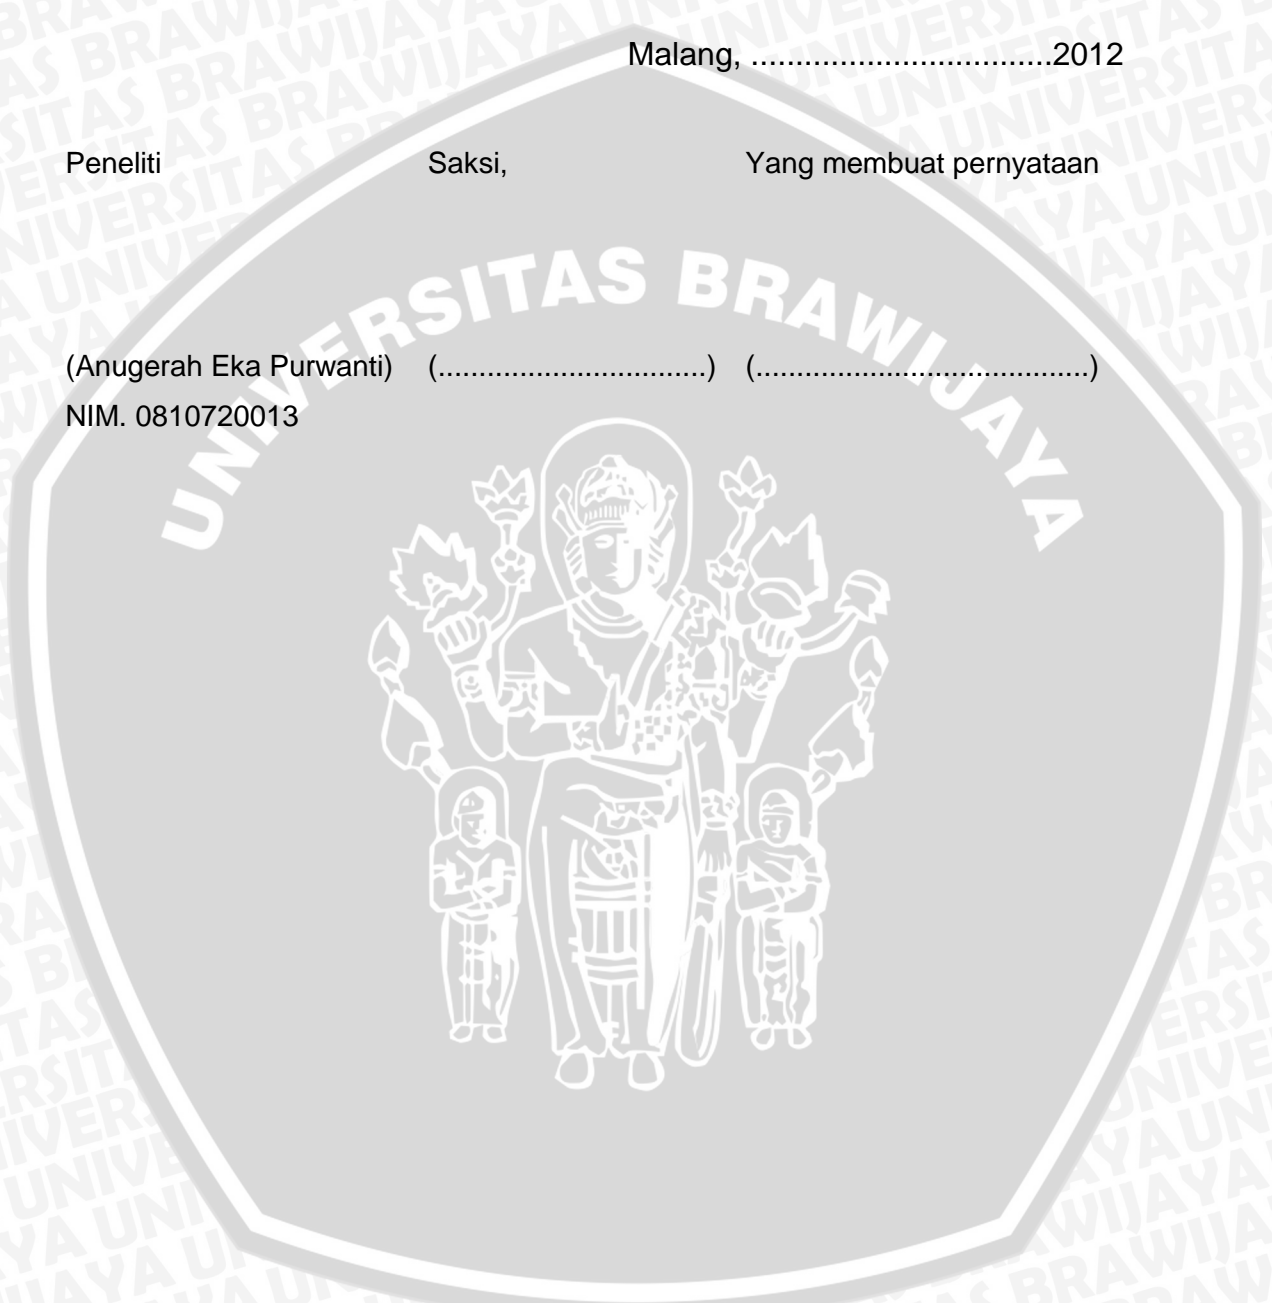 Malang, ..................................2012
Peneliti Saksi, Yang membuat pernyataan
UNIVERSITAS BRAWIJAYA
(Anugerah Eka Purwanti) (.................................) (.........................................)
NIM. 0810720013